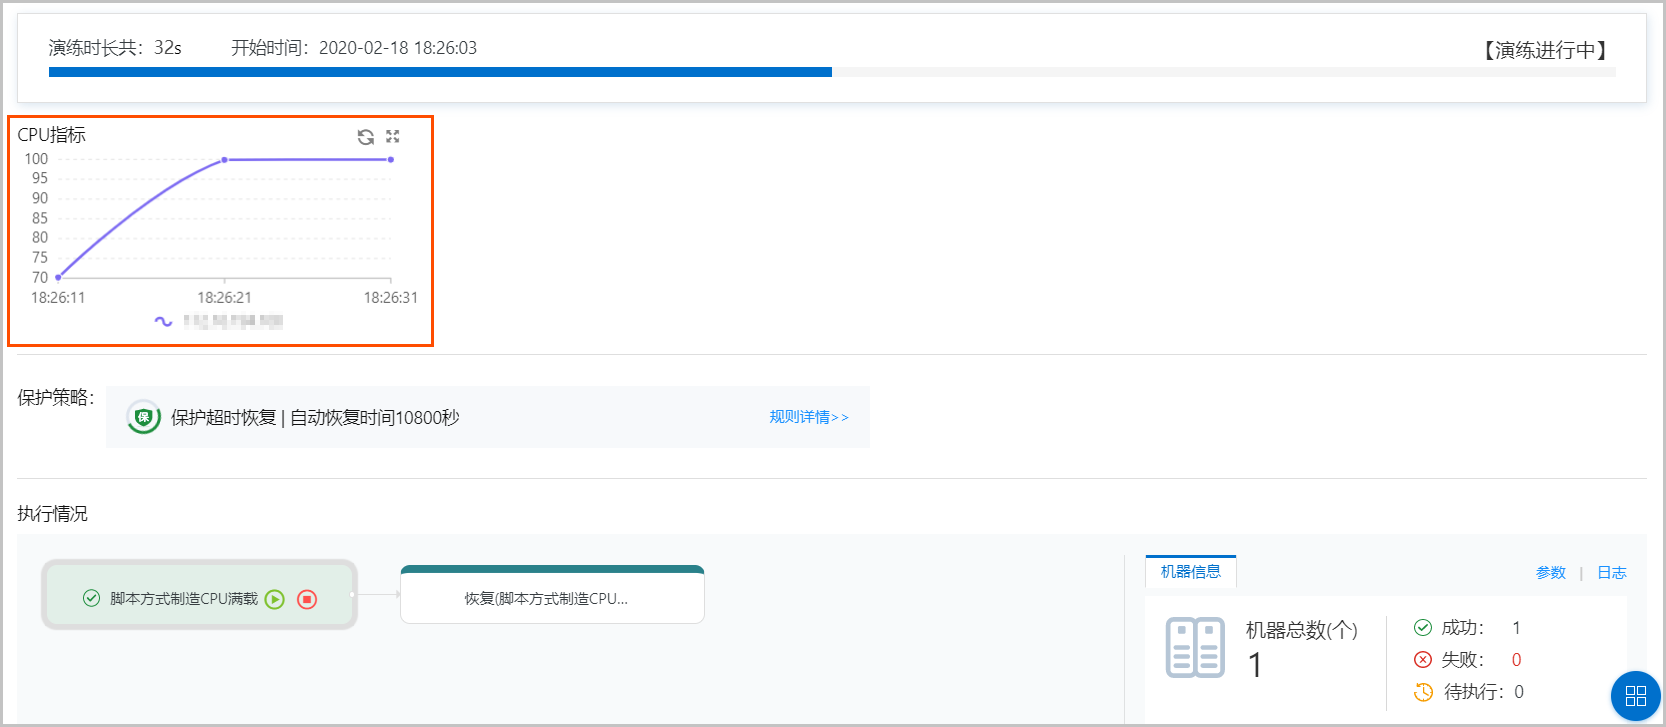 演练时长共：32s 开始时间：2020-02-18 18:26:03
【演练进行中】
CPU指标
100
95
90
85
80
75
70
18:26:11 18:26:21 18:26:31
保护策略：
保
保护超时恢复 | 自动恢复时间10800秒
规则详情>>
执行情况
脚本方式制造CPU满载
恢复(脚本方式制造CPU...
机器信息
参数 | 日志
机器总数(个)
1
成功： 1
失败： 0
待执行：0